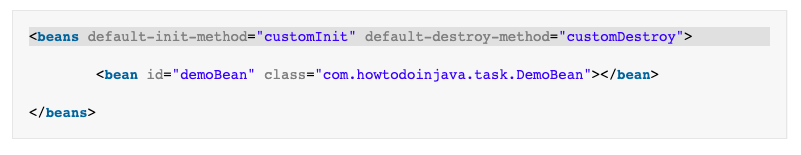 <beans default-init-method="customInit" default-destroy-method="customDestroy">
<bean id="demoBean" class="com.howtodoinjava.task.DemoBean"></bean>
</beans>